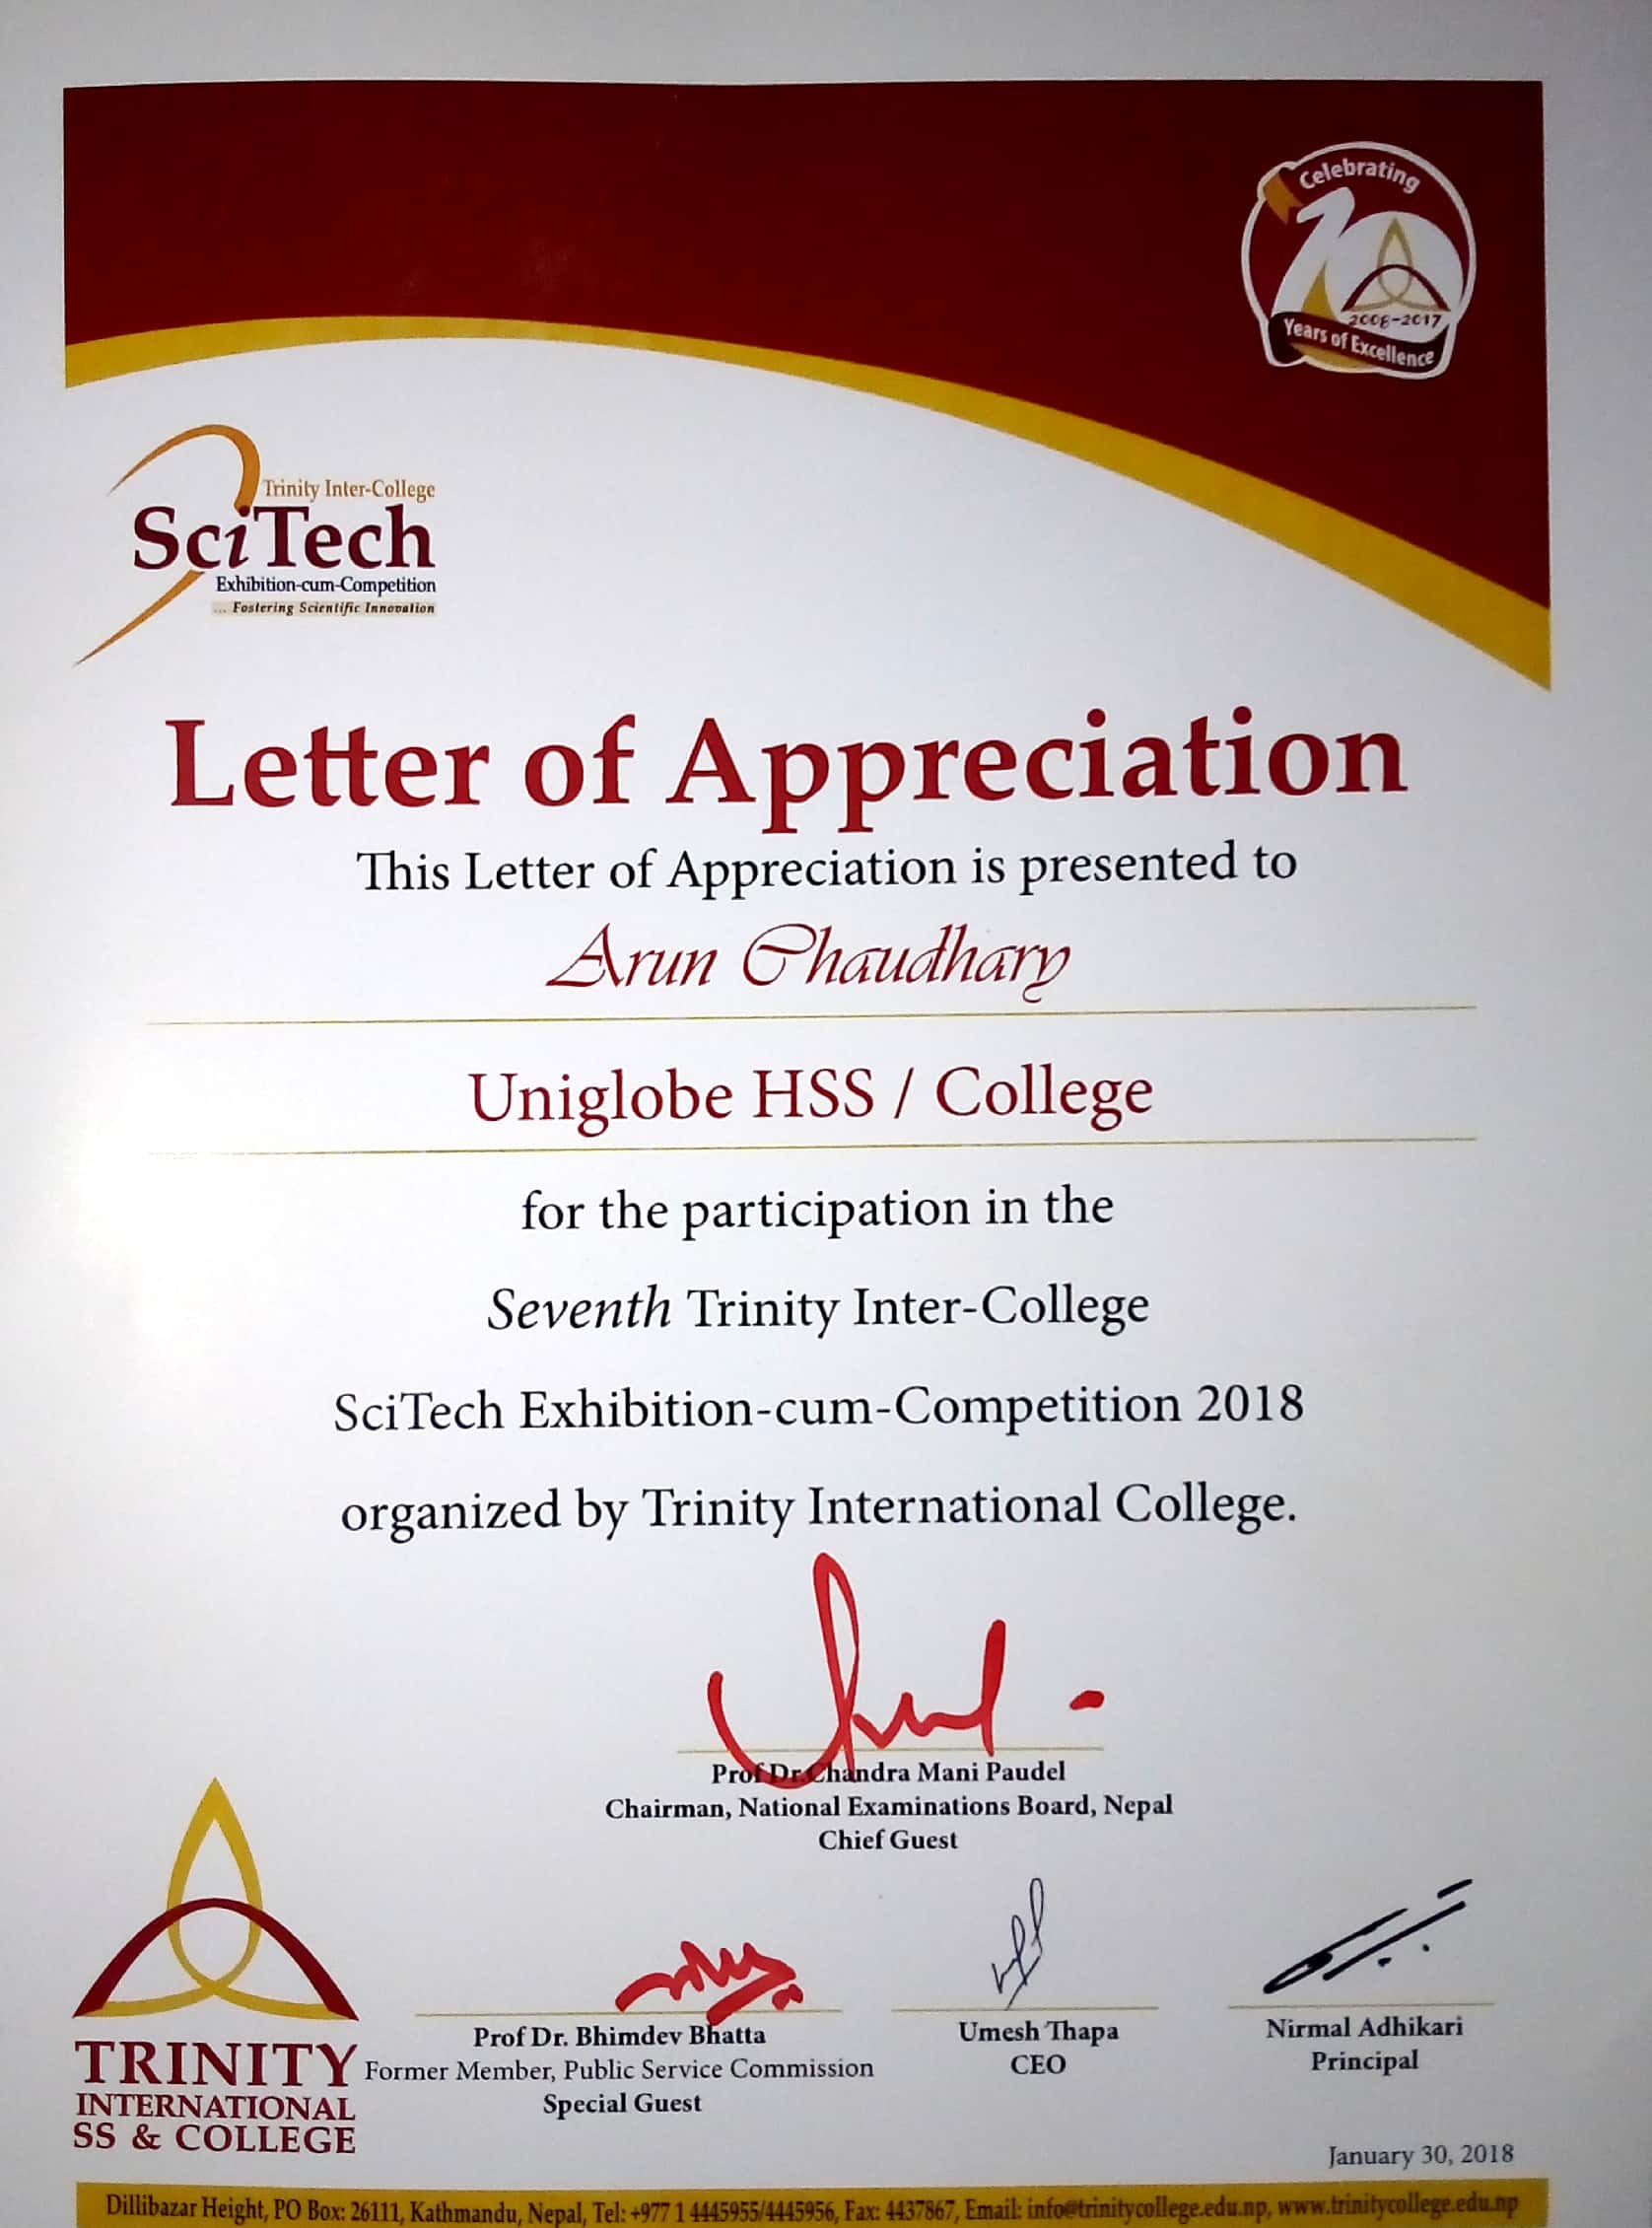 Celebrating
10
2008-2017
Years of Excellence
Trinity Inter-College
SciTech
Exhibition-cum-Competition
... Fostering Scientific Innovation
Letter of Appreciation
This Letter of Appreciation is presented to
Arun Chaudhary
Uniglobe HSS / College
for the participation in the
Seventh Trinity Inter-College
SciTech Exhibition-cum-Competition 2018
organized by Trinity International College.
Prof Dr. Chandra Mani Paudel
Chairman, National Examinations Board, Nepal
Chief Guest
Prof Dr. Bhimdev Bhatta
Former Member, Public Service Commission
Special Guest
Umesh Thapa
CEO
Nirmal Adhikari
Principal
TRINITY
INTERNATIONAL
SS & COLLEGE
January 30, 2018
Dillibazar Height, PO Box: 26111, Kathmandu, Nepal, Tel: +977 1 4445955/4445956, Fax: 4437867, Email: info@trinitycollege.edu.np, www.trinitycollege.edu.np